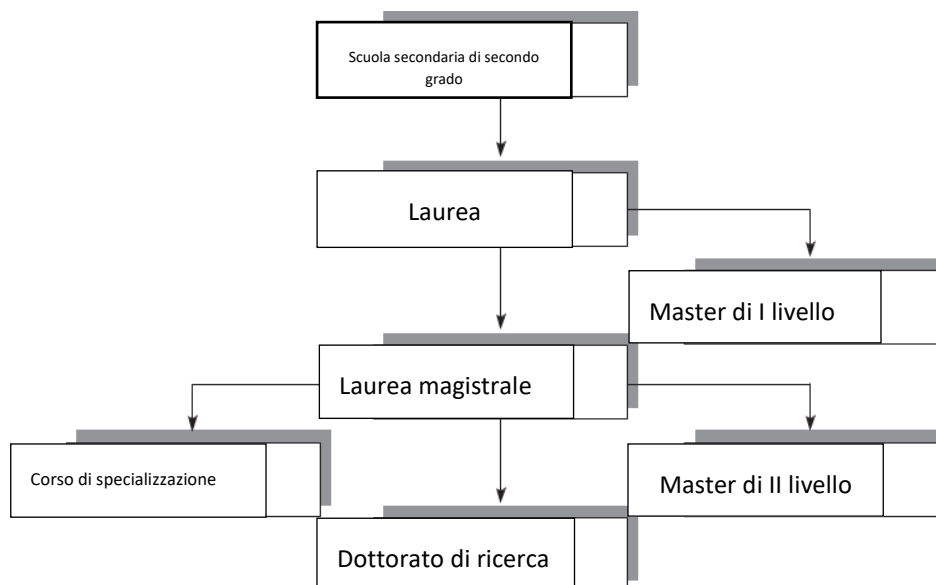 Scuola secondaria di secondo
grado
Laurea
Master di I livello
Laurea magistrale
Corso di specializzazione
Master di II livello
Dottorato di ricerca